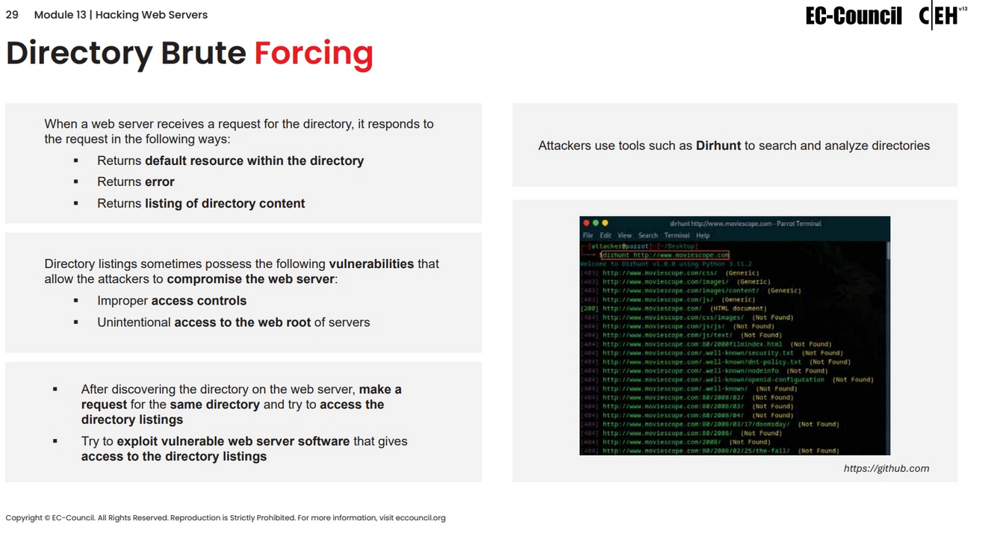 29 Module 13 | Hacking Web Servers
EC-Council C|EH v13
Directory Brute Forcing
When a web server receives a request for the directory, it responds to
the request in the following ways:
▪ Returns default resource within the directory
▪ Returns error
▪ Returns listing of directory content
Directory listings sometimes possess the following vulnerabilities that
allow the attackers to compromise the web server:
▪ Improper access controls
▪ Unintentional access to the web root of servers
▪ After discovering the directory on the web server, make a
request for the same directory and try to access the
directory listings
▪ Try to exploit vulnerable web server software that gives
access to the directory listings
Attackers use tools such as Dirhunt to search and analyze directories
dirhunt http://www.moviescope.com - Parrot Terminal
File Edit View Search Terminal Help
[attacker@parrot]-[~/Desktop]
$dirhunt http://www.moviescope.com
Welcome to Dirhunt v1.0.0 using Python 3.11.2
[403] http://www.moviescope.com/css/ (Generic)
[403] http://www.moviescope.com/images/ (Generic)
[403] http://www.moviescope.com/images/content/ (Generic)
[403] http://www.moviescope.com/js/ (Generic)
[200] http://www.moviescope.com/ (HTML document)
[404] http://www.moviescope.com/css/images/ (Not Found)
[404] http://www.moviescope.com/js/js/ (Not Found)
[404] http://www.moviescope.com/js/text/ (Not Found)
[404] http://www.moviescope.com:80/2000filmindex.html (Not Found)
[404] http://www.moviescope.com/.well-known/security.txt (Not Found)
[404] http://www.moviescope.com/.well-known/dnt-policy.txt (Not Found)
[404] http://www.moviescope.com/.well-known/nodeinfo (Not Found)
[404] http://www.moviescope.com/.well-known/openid-configuration (Not Found)
[404] http://www.moviescope.com/.well-known/ (Not Found)
[404] http://www.moviescope.com:80/2008/02/ (Not Found)
[404] http://www.moviescope.com:80/2008/03/ (Not Found)
[404] http://www.moviescope.com:80/2008/04/ (Not Found)
[404] http://www.moviescope.com:80/2008/03/17/doomsday/ (Not Found)
[404] http://www.moviescope.com:80/2008/ (Not Found)
[404] http://www.moviescope.com/2008/ (Not Found)
[404] http://www.moviescope.com:80/2008/02/25/the-fall/ (Not Found)
https://github.com
Copyright © EC-Council. All Rights Reserved. Reproduction is Strictly Prohibited. For more information, visit eccouncil.org